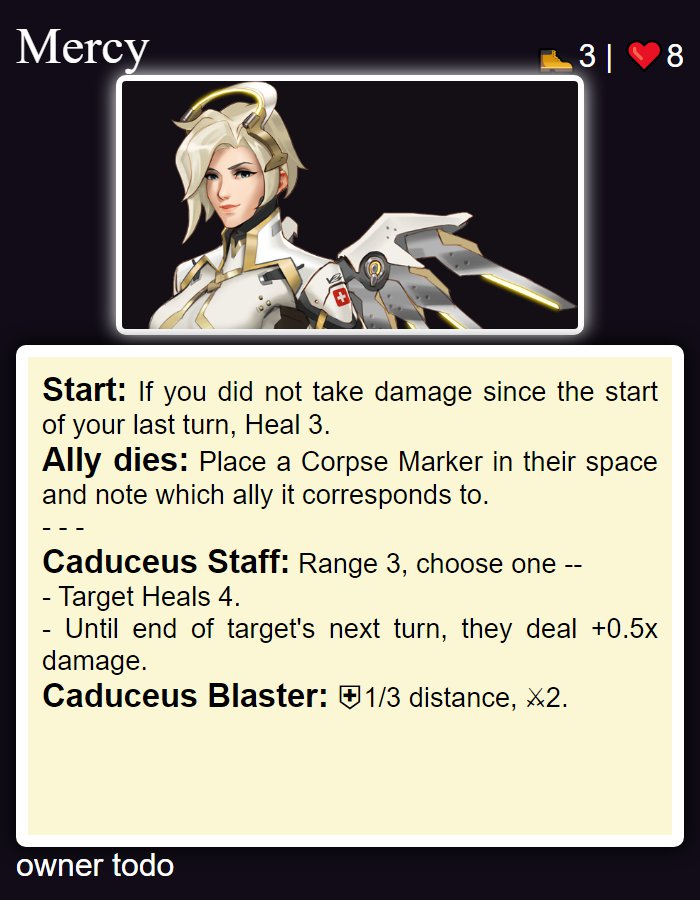 Mercy
🥾3 | ❤️8
Start: If you did not take damage since the start
of your last turn, Heal 3.
Ally dies: Place a Corpse Marker in their space
and note which ally it corresponds to.
- - -
Caduceus Staff: Range 3, choose one --
- Target Heals 4.
- Until end of target's next turn, they deal +0.5x
damage.
Caduceus Blaster: ⛨1/3 distance, ⚔2.
owner todo